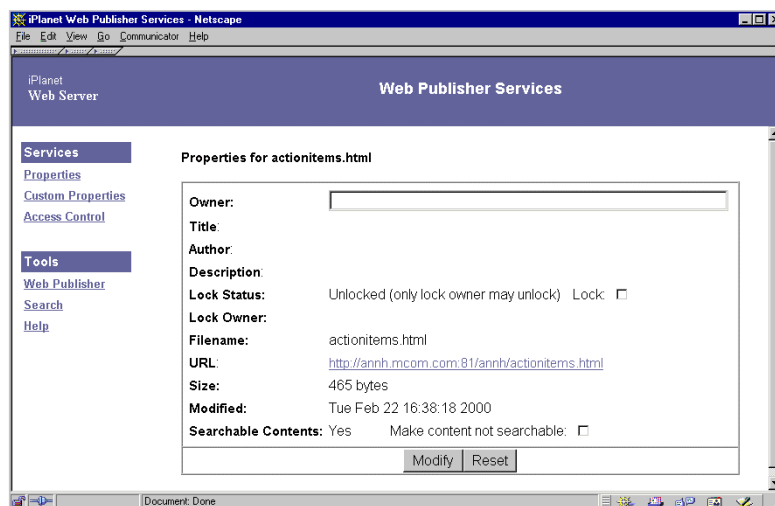 iPlanet Web Publisher Services - Netscape
File Edit View Go Communicator Help
iPlanet
Web Server
Web Publisher Services
Services
Properties
Custom Properties
Access Control
Tools
Web Publisher
Search
Help
Properties for actionitems.html
Owner:
Title:
Author:
Description:
Lock Status: Unlocked (only lock owner may unlock) Lock:
Lock Owner:
Filename: actionitems.html
URL: http://annh.mcom.com:81/annh/actionitems.html
Size: 465 bytes
Modified: Tue Feb 22 16:38:18 2000
Searchable Contents: Yes Make content not searchable:
Modify Reset
Document: Done